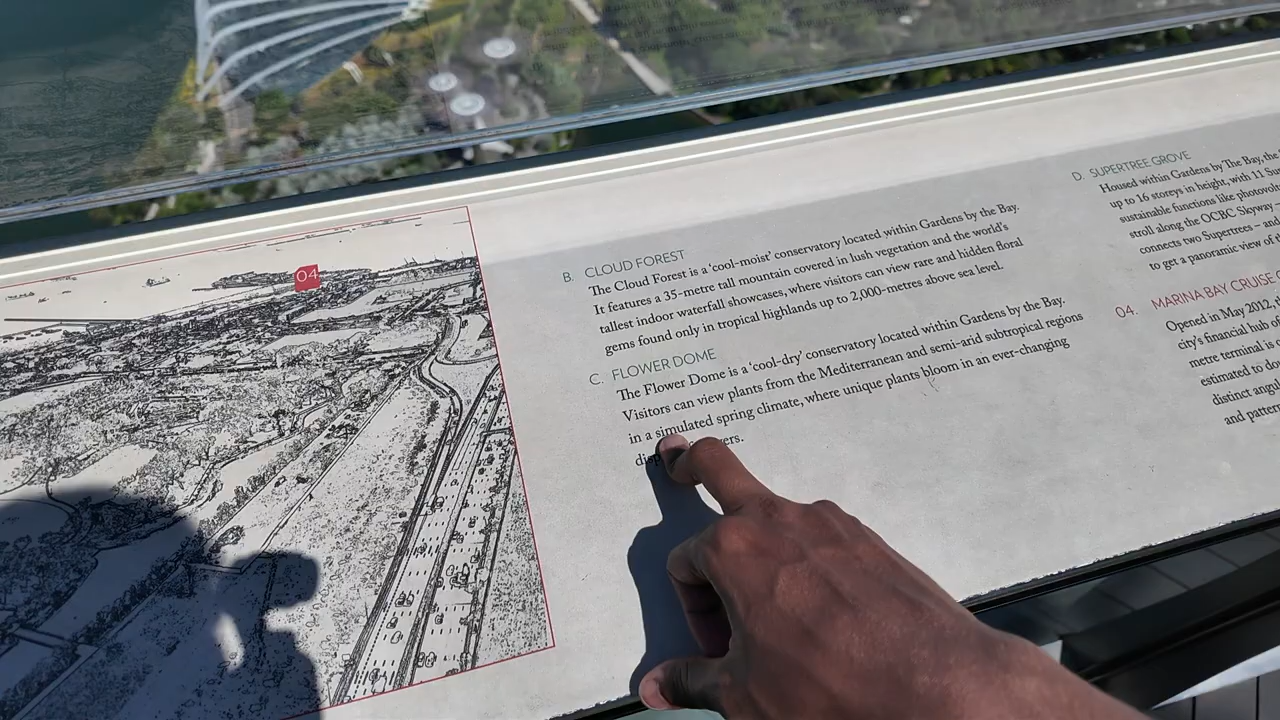 04
B. CLOUD FOREST
The Cloud Forest is a 'cool-moist' conservatory located within Gardens by the Bay.
It features a 35-metre tall mountain covered in lush vegetation and the world's
tallest indoor waterfall showcases, where visitors can view rare and hidden floral
gems found only in tropical highlands up to 2,000-metres above sea level.
C. FLOWER DOME
The Flower Dome is a 'cool-dry' conservatory located within Gardens by the Bay.
Visitors can view plants from the Mediterranean and semi-arid subtropical regions
in a simulated spring climate, where unique plants bloom in an ever-changing
D. SUPERTREE GROVE
Housed within Gardens by The Bay, the
up to 16 storeys in height, with 11
sustainable functions like
stroll along the OCBC Skyway
connects two Supertrees – and
to get a panoramic view of
04. MARINA BAY CRUISE
Opened in May 2012,
city's financial hub
metre terminal is
estimated to
distinct
and